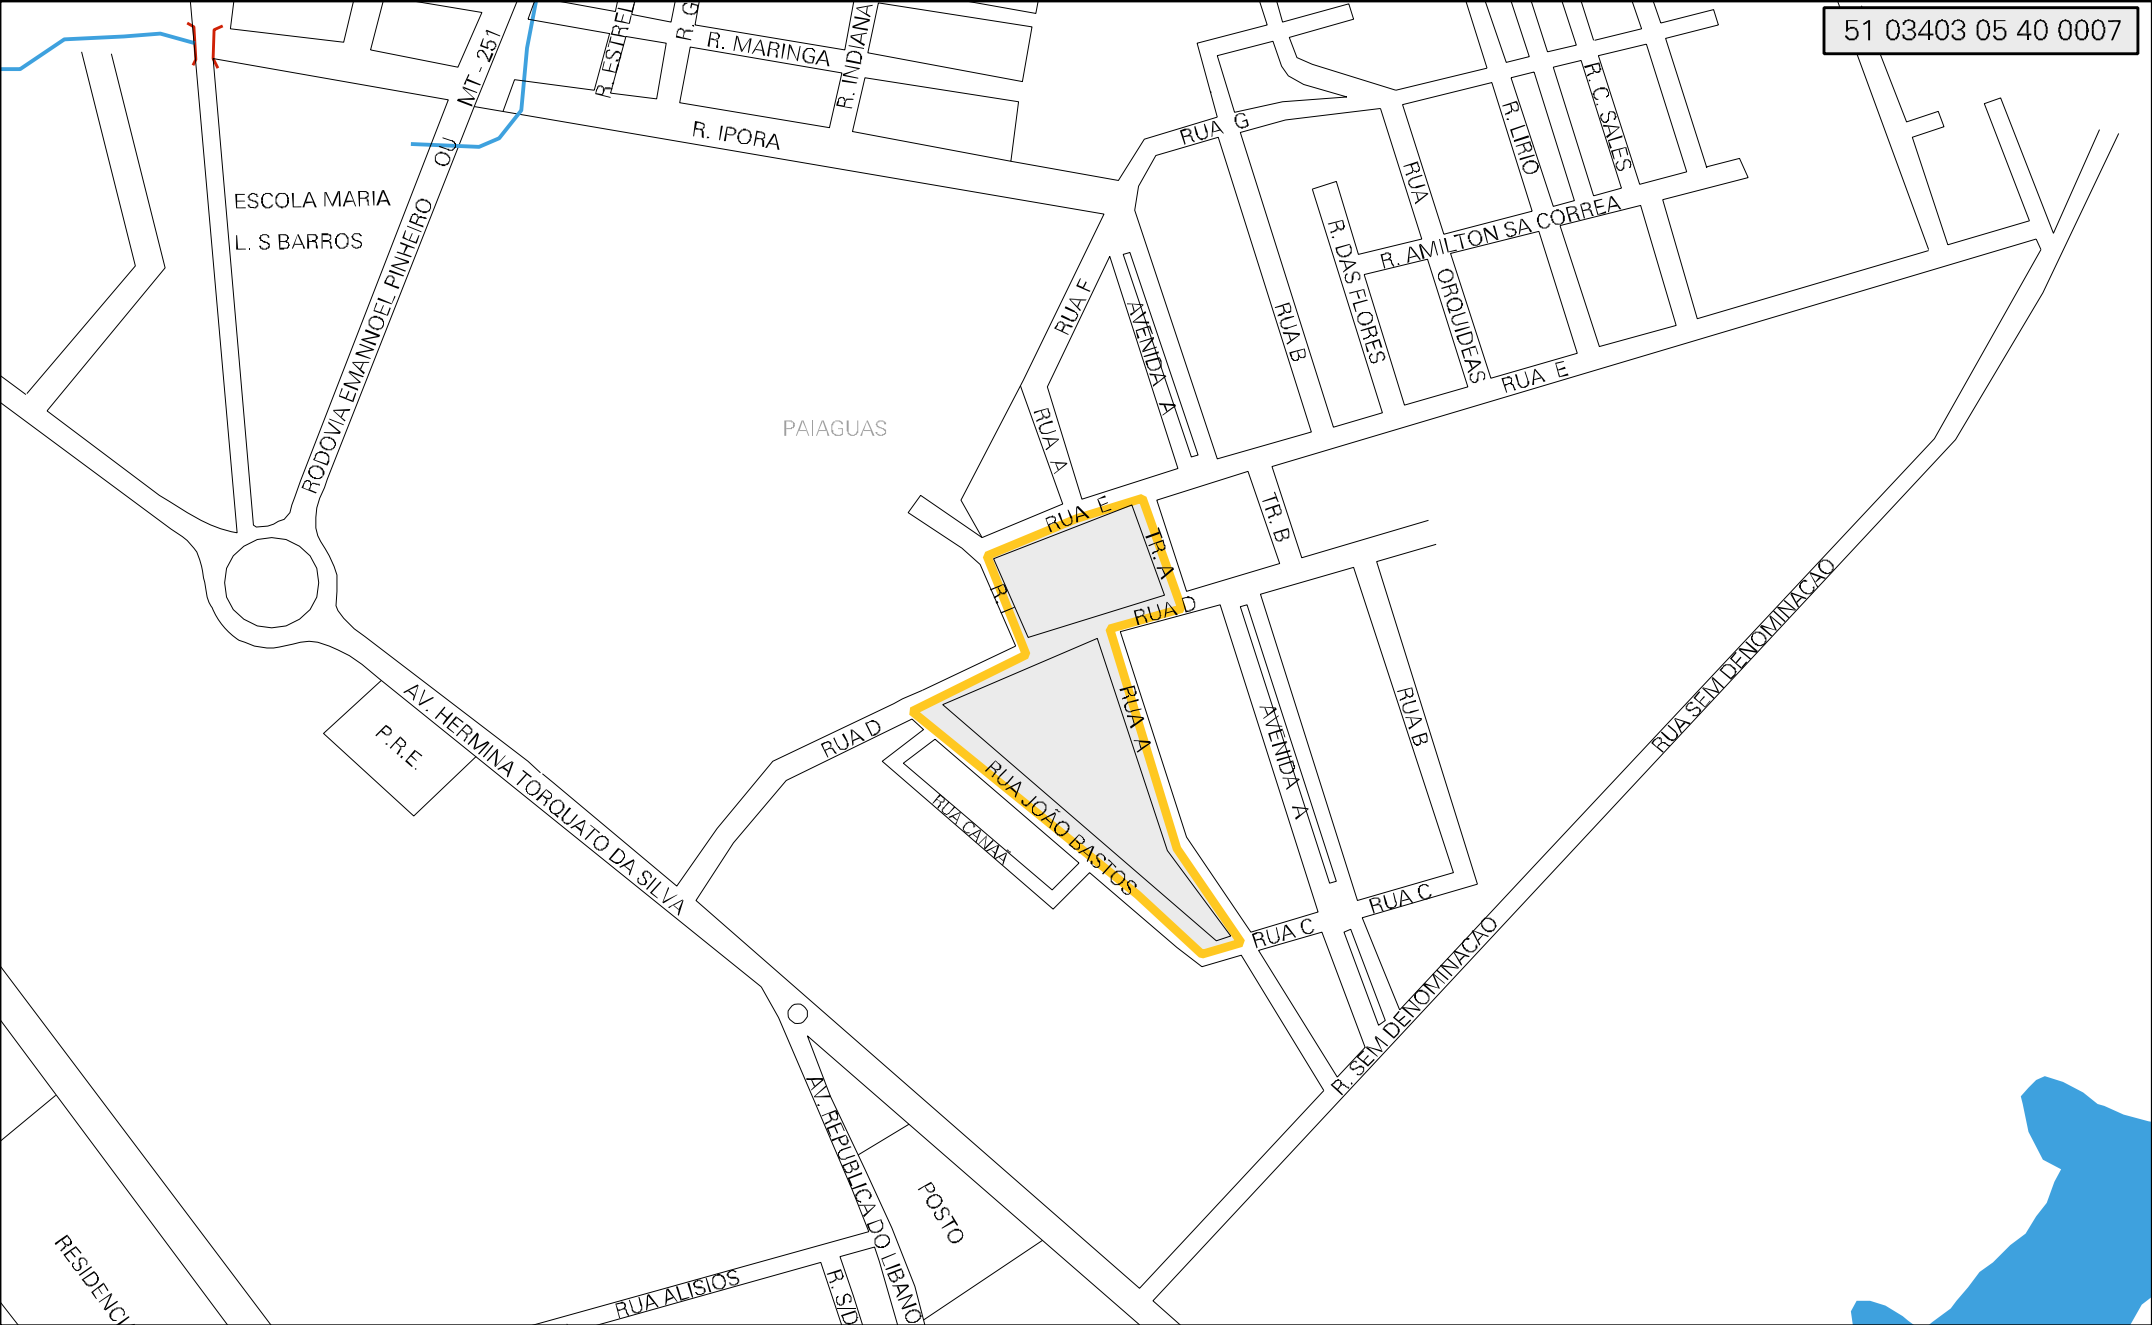 51 03403 05 40 0007
R. G
R. ESTREL
R. MARINGA
R. INDIANA
MT - 251
OU
RODOVIA EMANNOEL PINHEIRO
R. IPORA
RUA G
R. LIRIO
R. C. SALES
RUA
ORQUIDEAS
ESCOLA MARIA
L. S BARROS
R. AMILTON SA CORREA
R. DAS FLORES
RUA F
AVENIDA A
RUA B
RUA E
PAIAGUAS
RUA A
RUA E
TR. A
TR. B
R. I
RUA D
RUA SEM DENOMINACAO
AV. HERMINA TORQUATO DA SILVA
P.R.E.
RUA D
RUA A
AVENIDA A
RUA B
RUA JOÃO BASTOS
RUA CANAÃ
RUA C
RUA C
R. SEM DENOMINACAO
AV. REPUBLICA DO LIBANO
POSTO
RESIDENCI
RUA ALISIOS
R. S/D